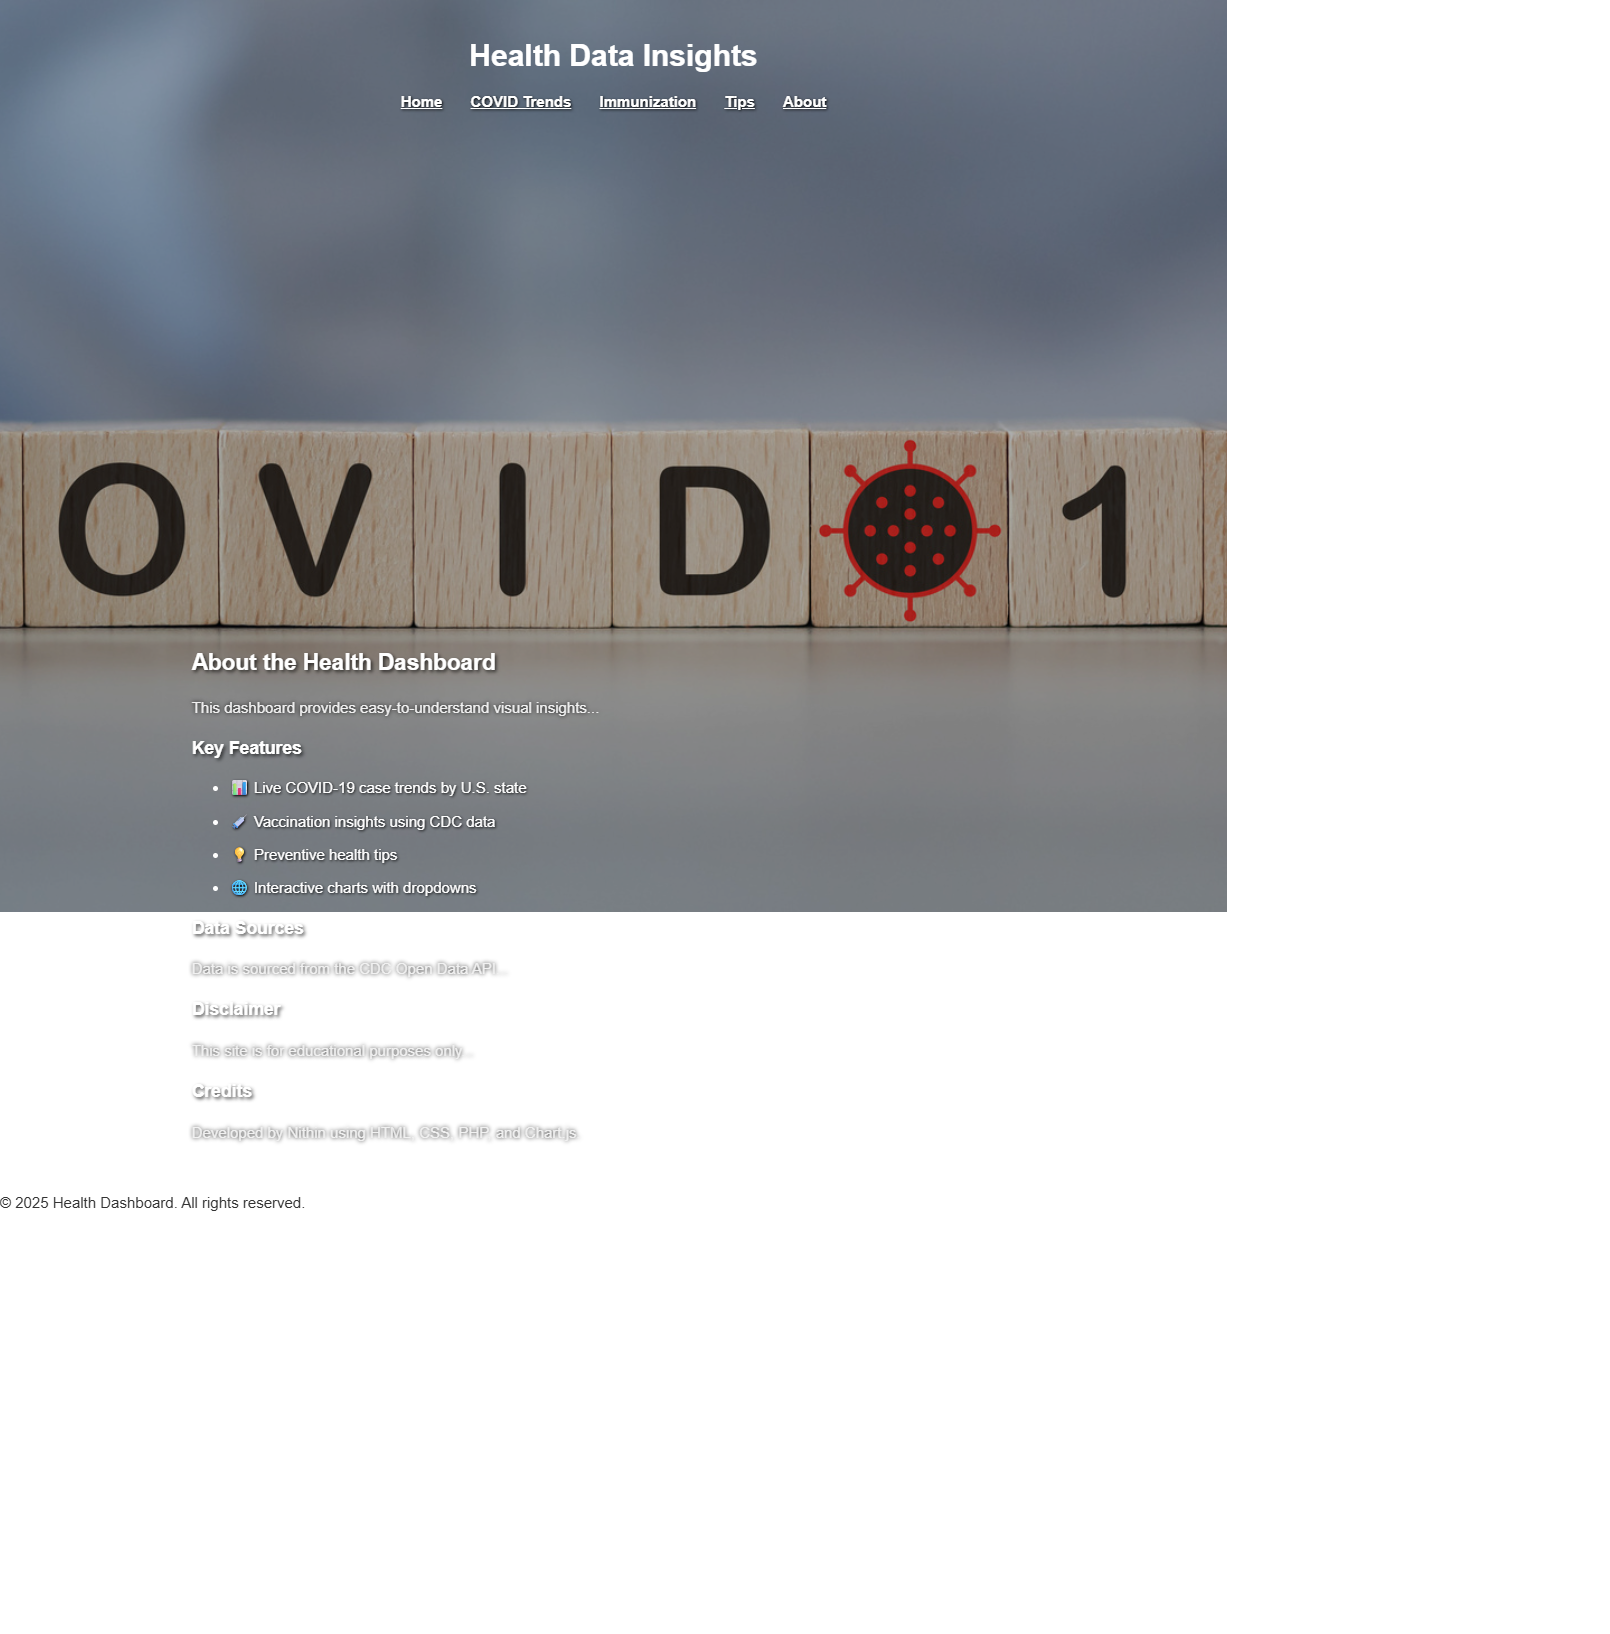 Health Data Insights
Home COVID Trends Immunization Tips About
OVID 1
About the Health Dashboard
This dashboard provides easy-to-understand visual insights...
Key Features
Live COVID-19 case trends by U.S. state
Vaccination insights using CDC data
Preventive health tips
Interactive charts with dropdowns
Data Sources
Data is sourced from the CDC Open Data API...
Disclaimer
This site is for educational purposes only...
Credits
Developed by Nithin using HTML, CSS, PHP, and Chart.js.
© 2025 Health Dashboard. All rights reserved.